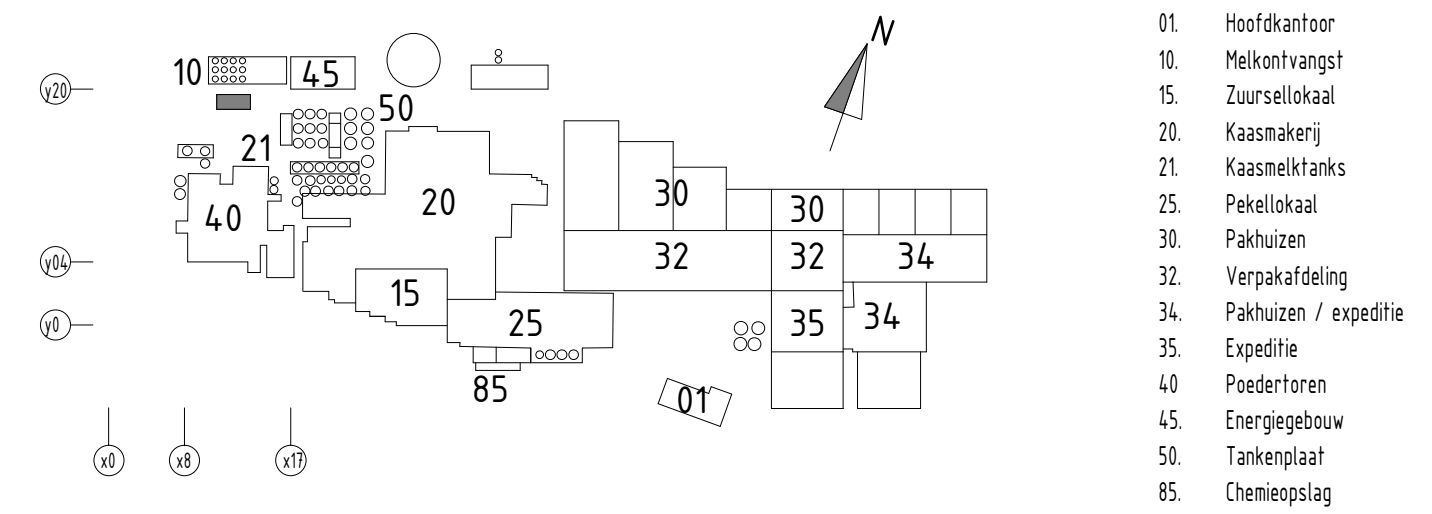 N
10
45
y20
50
21
30
30
40
20
32
32
34
y04
15
25
35
34
y0
85
01
x0
x8
x17
01. Hoofdkantoor
10. Melkontvangst
15. Zuursellokaal
20. Kaasmakerij
21. Kaasmelktanks
25. Pekellokaal
30. Pakhuizen
32. Verpakafdeling
34. Pakhuizen / expeditie
35. Expeditie
40 Poedertoren
45. Energiegebouw
50. Tankenplaat
85. Chemieopslag